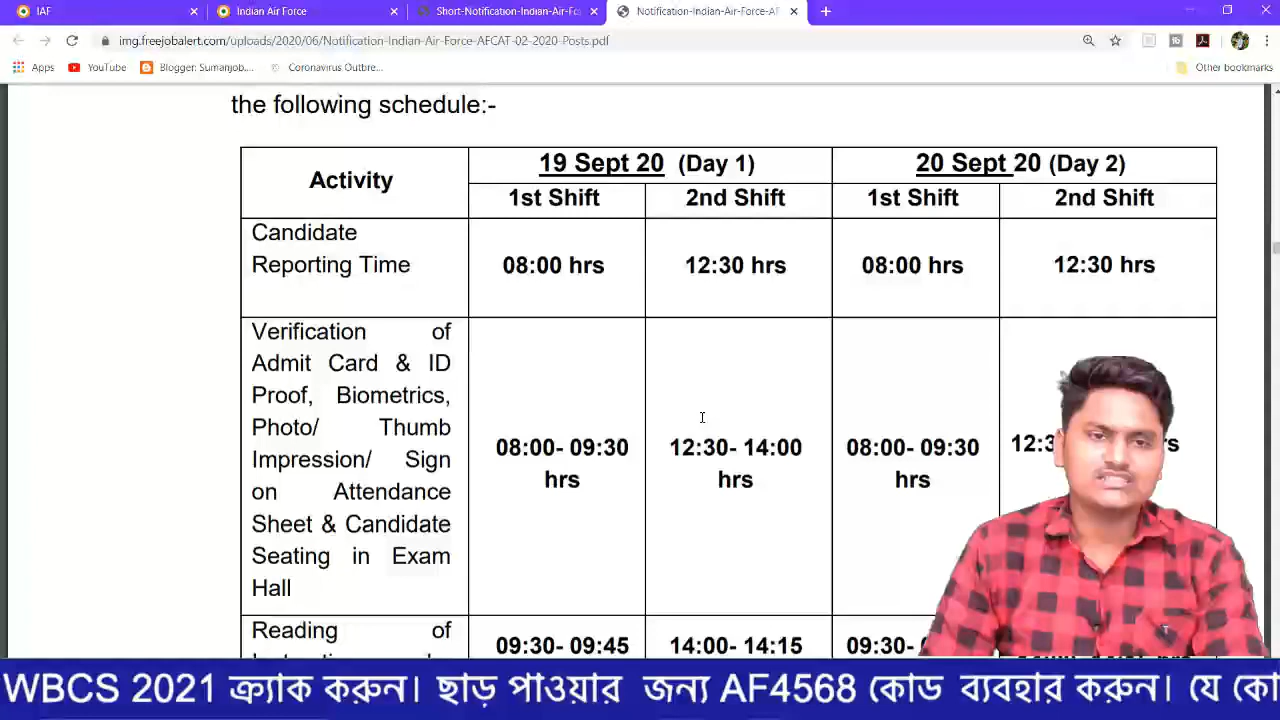 IAF
Indian Air Force
Short-Notification-Indian-Air-Fo
Notification-Indian-Air-Force-AF
img.freejobalert.com/uploads/2020/06/Notification-Indian-Air-Force-AFCAT-02-2020-Posts.pdf
Apps YouTube Blogger: Sumanjob.... Coronavirus Outbre... Other bookmarks
the following schedule:-
Activity
19 Sept 20 (Day 1)
20 Sept 20 (Day 2)
1st Shift
2nd Shift
1st Shift
2nd Shift
Candidate
Reporting Time
08:00 hrs
12:30 hrs
08:00 hrs
12:30 hrs
Verification of
Admit Card & ID
Proof, Biometrics,
Photo/ Thumb
Impression/ Sign
on Attendance
Sheet & Candidate
Seating in Exam
Hall
08:00- 09:30
hrs
12:30- 14:00
hrs
08:00- 09:30
hrs
Reading of
09:30- 09:45
14:00- 14:15
09:30-
WBCS 2021 ক্র্যাক করুন। ছাড় পাওয়ার জন্য AF4568 কোড ব্যবহার করুন। যে কো